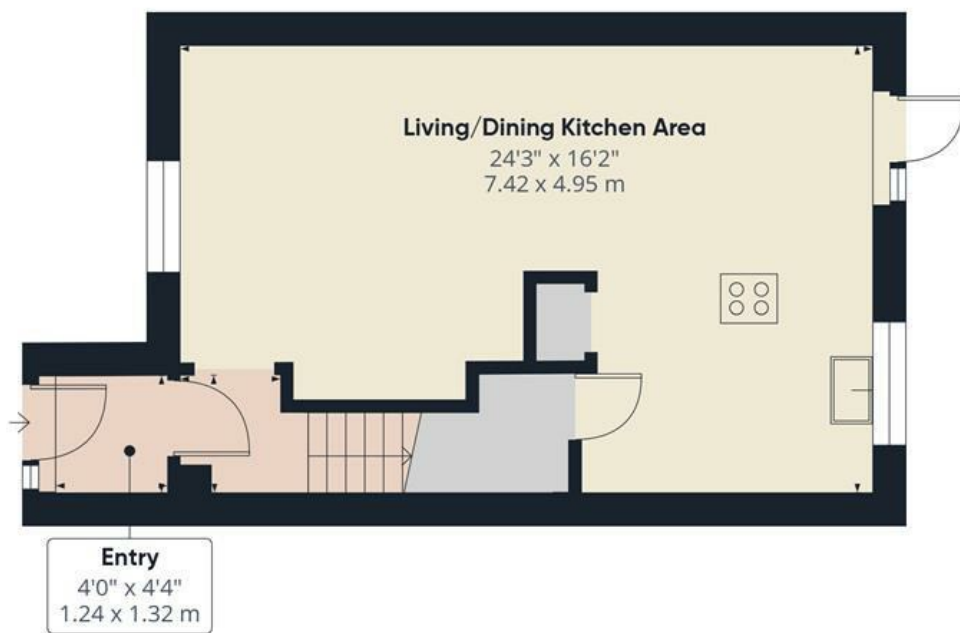 Living/Dining Kitchen Area
24'3" x 16'2"
7.42 x 4.95 m
Entry
4'0" x 4'4"
1.24 x 1.32 m